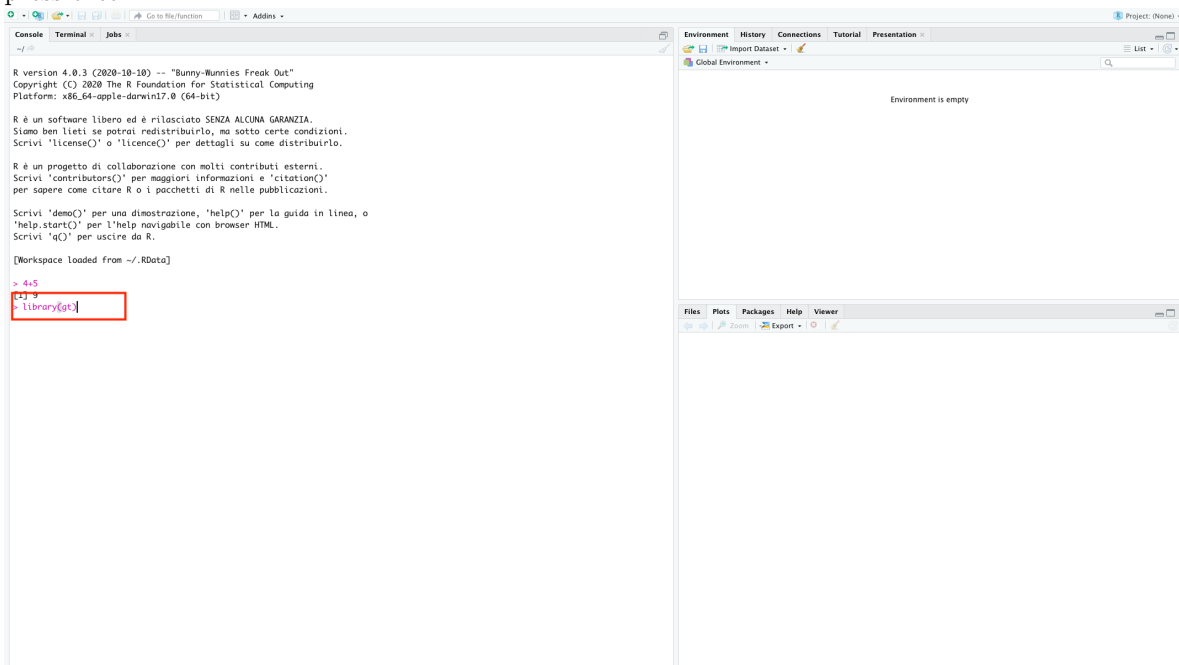 Go to file/function
Addins
Project: (None)
Console Terminal Jobs
~/
R version 4.0.3 (2020-10-10) -- "Bunny-Wunnies Freak Out"
Copyright (C) 2020 The R Foundation for Statistical Computing
Platform: x86_64-apple-darwin17.0 (64-bit)
R è un software libero ed è rilasciato SENZA ALCUNA GARANZIA.
Siamo ben lieti se potrai redistribuirlo, ma sotto certe condizioni.
Scrivi 'license()' o 'licence()' per dettagli su come distribuirlo.
R è un progetto di collaborazione con molti contributi esterni.
Scrivi 'contributors()' per maggiori informazioni e 'citation()'
per sapere come citare R o i pacchetti di R nelle pubblicazioni.
Scrivi 'demo()' per una dimostrazione, 'help()' per la guida in linea, o
'help.start()' per l'help navigabile con browser HTML.
Scrivi 'q()' per uscire da R.
[Workspace loaded from ~/.RData]
> 4+5
[1] 9
> library(gt)
Environment History Connections Tutorial Presentation
Import Dataset
List
Global Environment
Environment is empty
Files Plots Packages Help Viewer
Zoom Export